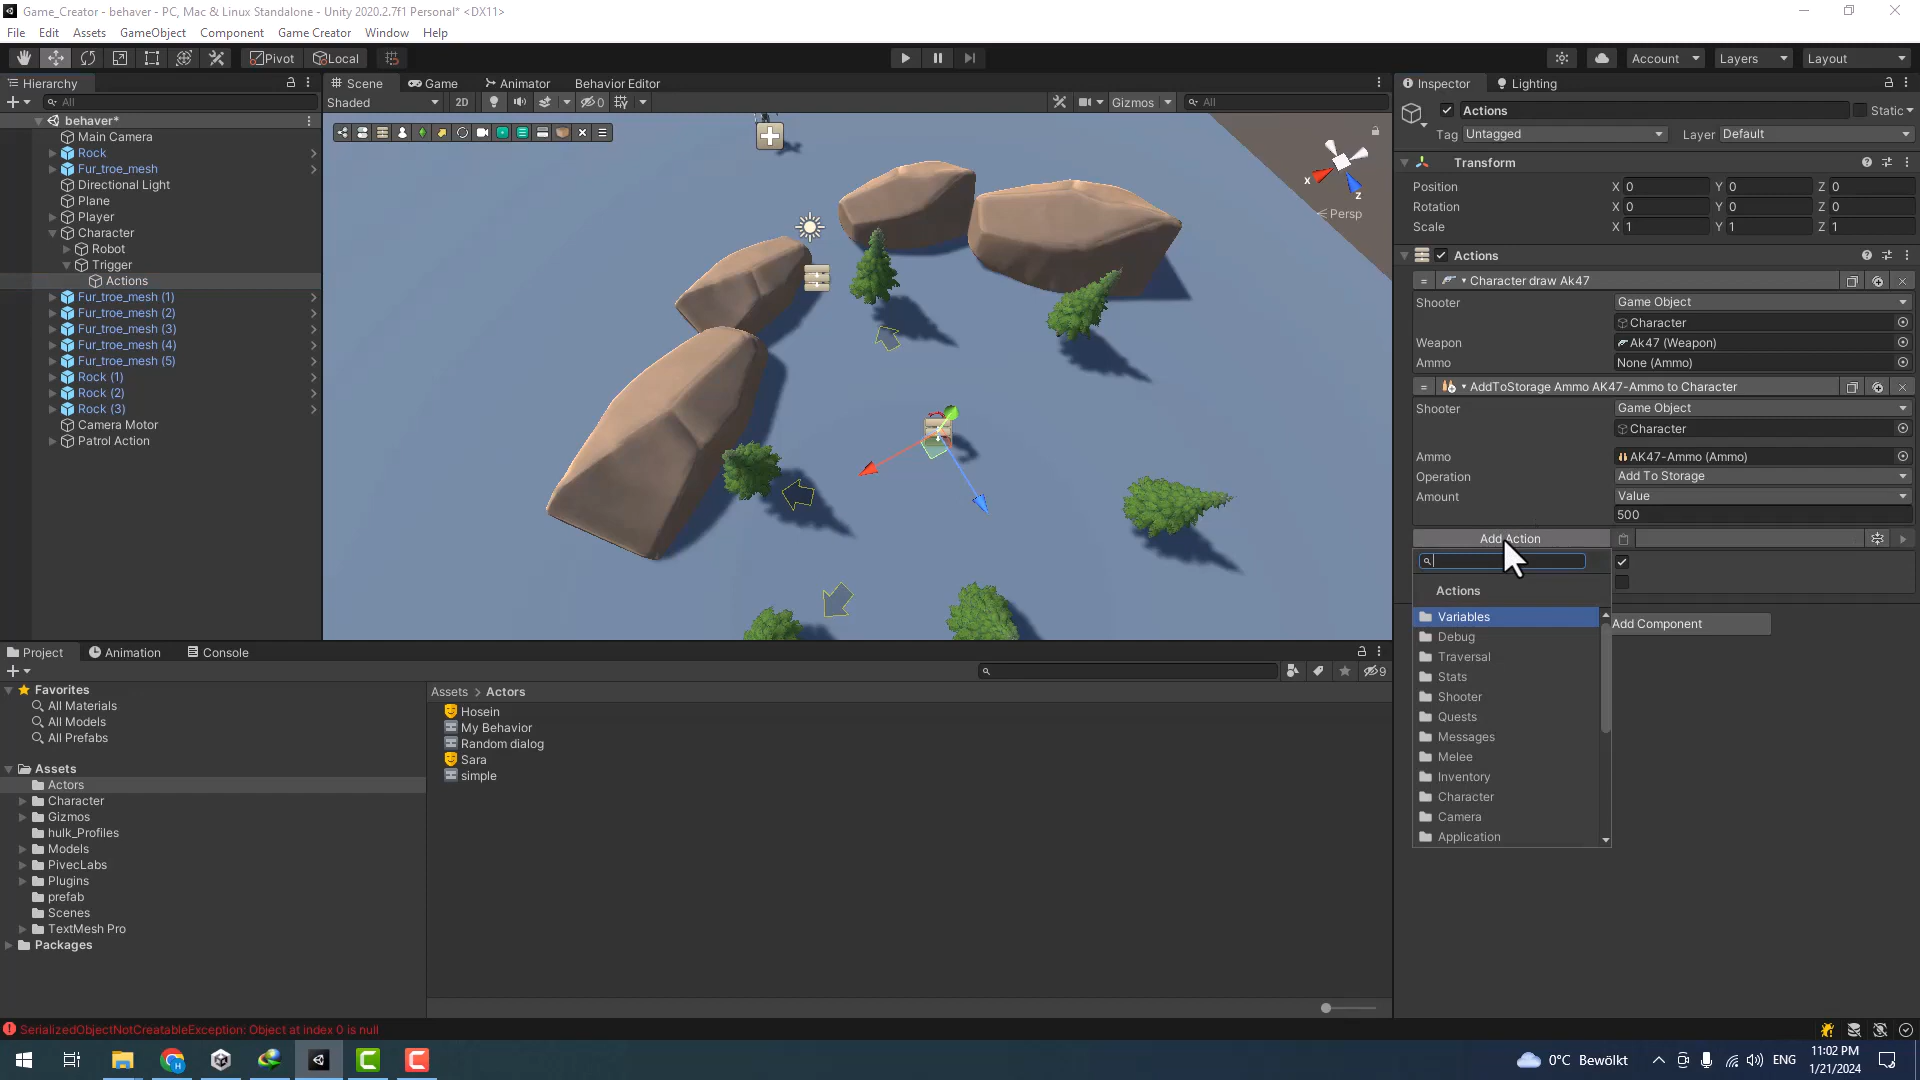 Game_Creator - behaver - PC, Mac & Linux Standalone - Unity 2020.2.7f1 Personal* <DX11>
File Edit Assets GameObject Component Game Creator Window Help
Pivot Local Account Layers Layout
Hierarchy
All
behaver*
Main Camera
Rock
Fur_troe_mesh
Directional Light
Plane
Player
Character
Robot
Trigger
Actions
Fur_troe_mesh (1)
Fur_troe_mesh (2)
Fur_troe_mesh (3)
Fur_troe_mesh (4)
Fur_troe_mesh (5)
Rock (1)
Rock (2)
Rock (3)
Camera Motor
Patrol Action
Scene Game Animator Behavior Editor
Shaded 2D 0 Gizmos All
x
z
Persp
Inspector Lighting
Actions Static
Tag Untagged Layer Default
Transform
Position X 0 Y 0 Z 0
Rotation X 0 Y 0 Z 0
Scale X 1 Y 1 Z 1
Actions
Character draw Ak47
Shooter Game Object
Character
Weapon Ak47 (Weapon)
Ammo None (Ammo)
AddToStorage Ammo AK47-Ammo to Character
Shooter Game Object
Character
Ammo AK47-Ammo (Ammo)
Operation Add To Storage
Amount Value
500
Add Action
Actions
Variables
Debug
Traversal
Stats
Shooter
Quests
Messages
Melee
Inventory
Character
Camera
Application
Add Component
Project Animation Console
9
Favorites
All Materials
All Models
All Prefabs
Assets
Actors
Character
Gizmos
hulk_Profiles
Models
PivecLabs
Plugins
prefab
Scenes
TextMesh Pro
Packages
Assets > Actors
Hosein
My Behavior
Random dialog
Sara
simple
SerializedObjectNotCreatableException: Object at index 0 is null
0°C Bewölkt ENG 11:02 PM
1/21/2024